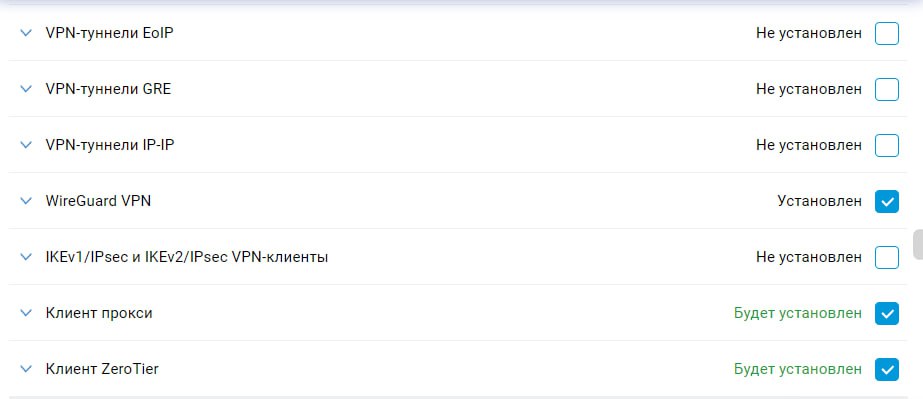 VPN-туннели EoIP Не установлен
VPN-туннели GRE Не установлен
VPN-туннели IP-IP Не установлен
WireGuard VPN Установлен
IKEv1/IPsec и IKEv2/IPsec VPN-клиенты Не установлен
Клиент прокси Будет установлен
Клиент ZeroTier Будет установлен